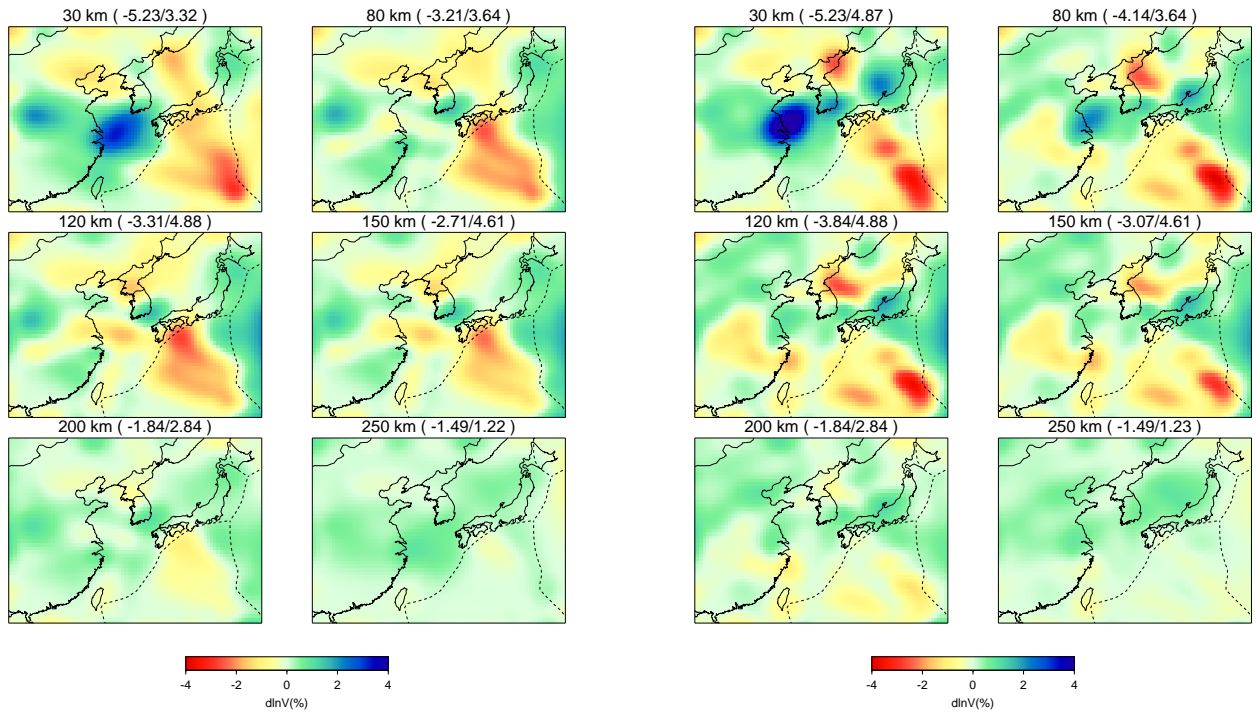 30 km ( -5.23/3.32 )
80 km ( -3.21/3.64 )
120 km ( -3.31/4.88 )
150 km ( -2.71/4.61 )
200 km ( -1.84/2.84 )
250 km ( -1.49/1.22 )
-4 -2 0 2 4
dlnV(%)
30 km ( -5.23/4.87 )
80 km ( -4.14/3.64 )
120 km ( -3.84/4.88 )
150 km ( -3.07/4.61 )
200 km ( -1.84/2.84 )
250 km ( -1.49/1.23 )
-4 -2 0 2 4
dlnV(%)